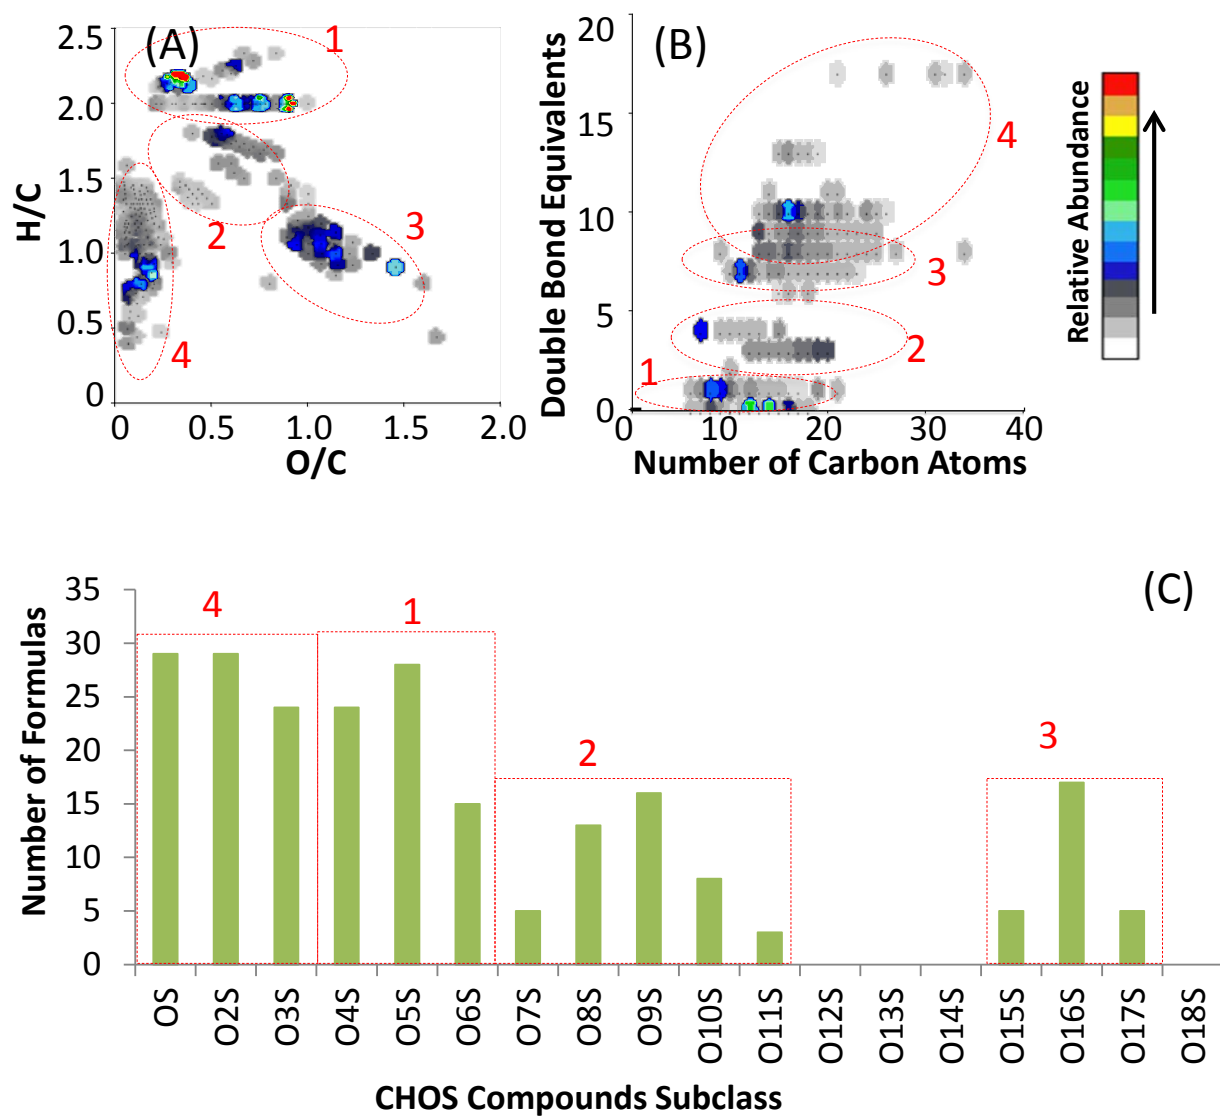 (A)
2.5
2.0
1.5
1.0
0.5
0
H/C
1
2
3
4
0
0.5
1.0
1.5
2.0
O/C
(B)
20
15
10
5
0
Double Bond Equivalents
4
3
2
1
0
10
20
30
40
Number of Carbon Atoms
Relative Abundance
(C)
35
30
25
20
15
10
5
0
Number of Formulas
4
1
2
3
OS
O2S
O3S
O4S
O5S
O6S
O7S
O8S
O9S
O10S
O11S
O12S
O13S
O14S
O15S
O16S
O17S
O18S
CHOS Compounds Subclass